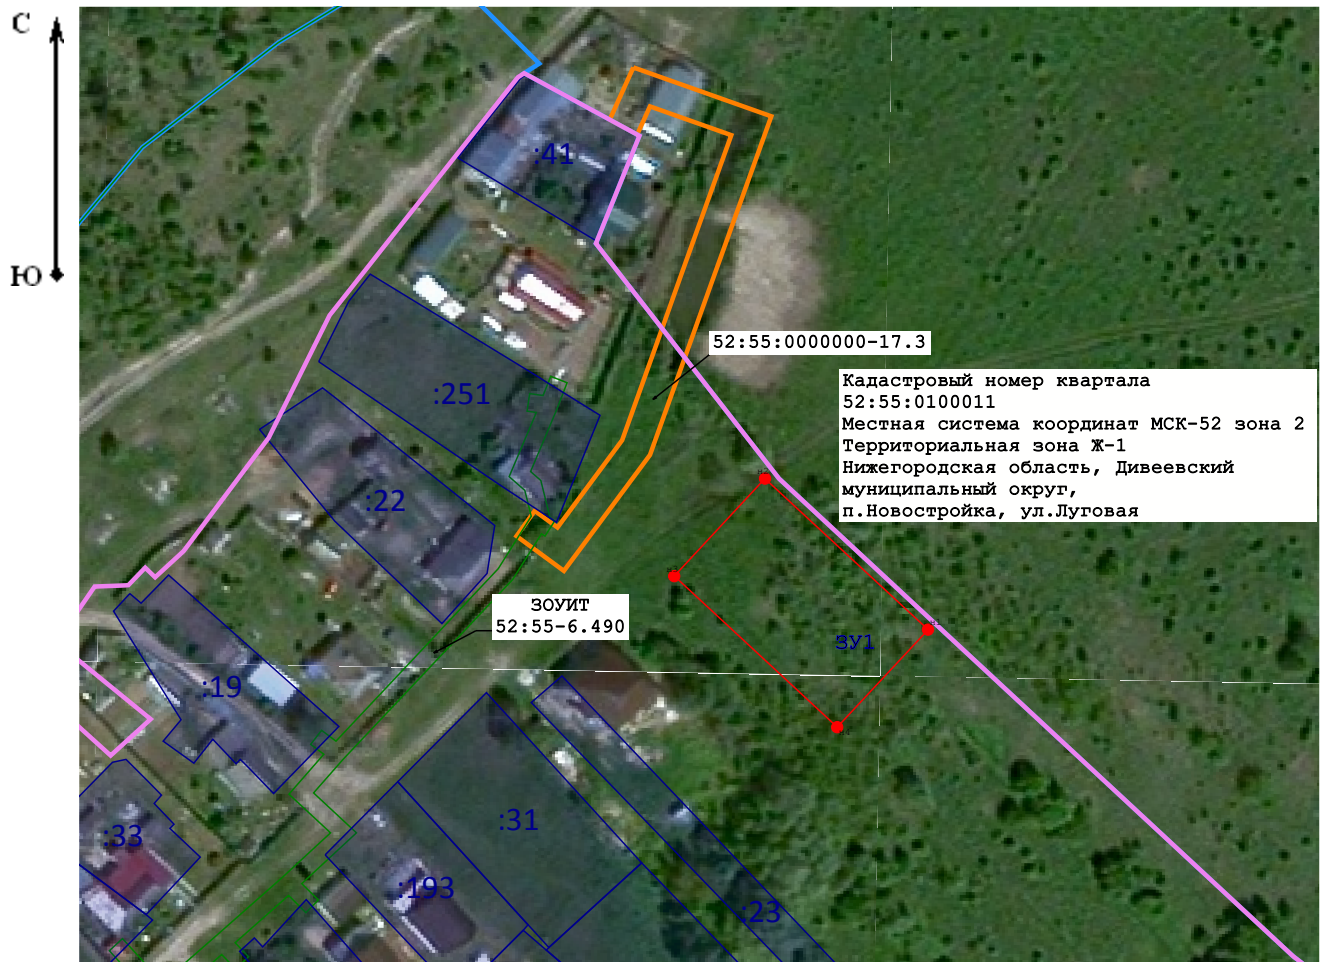 С
Ю
:41
52:55:0000000-17.3
:251
Кадастровый номер квартала
52:55:0100011
Местная система координат МСК-52 зона 2
Территориальная зона Ж-1
Нижегородская область, Дивеевский
муниципальный округ,
п.Новостройка, ул.Луговая
:22
ЗОУИТ
52:55-6.490
ЗУ1
:19
:31
:33
:193
:23